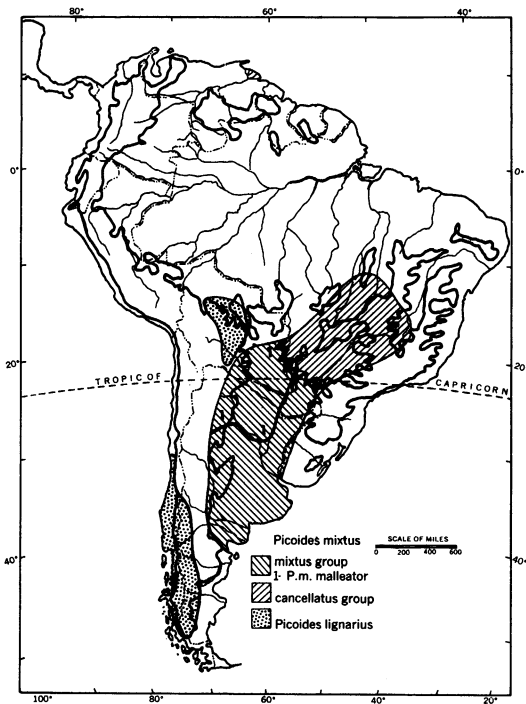 80° 60° 40°
0° 0°
20° 20
TROPIC OF CAPRICORN
40° 40°
Picoides mixtus
SCALE OF MILES
0 200 400 600
mixtus group
1- P.m. malleator
cancellatus group
Picoides lignarius
100° 80° 60° 40° 20°